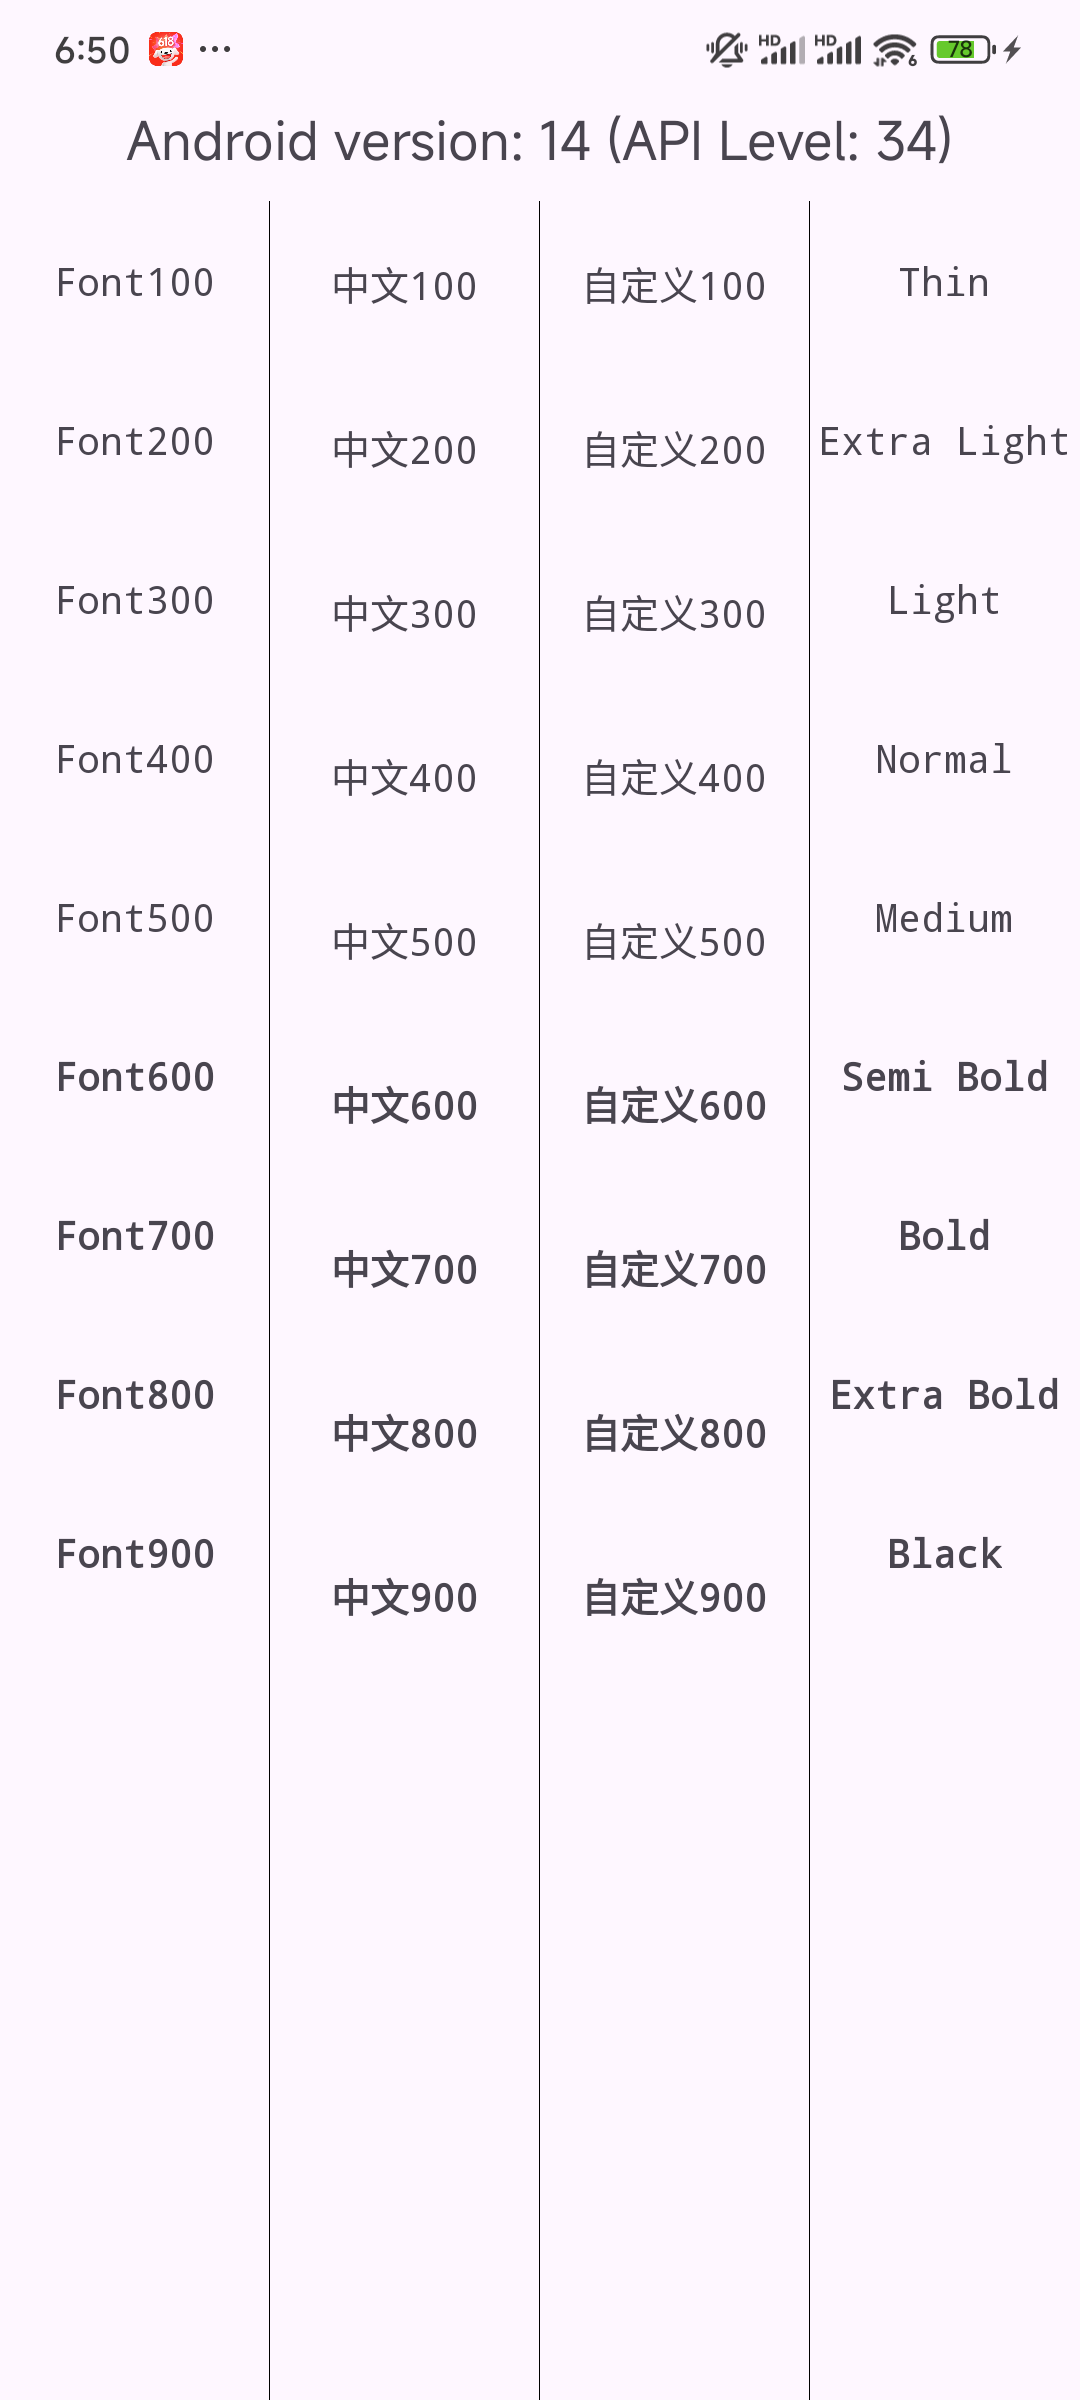 6:50 618 ... HD HD 6 78
Android version: 14 (API Level: 34)
Font100 中文100 自定义100 Thin
Font200 中文200 自定义200 Extra Light
Font300 中文300 自定义300 Light
Font400 中文400 自定义400 Normal
Font500 中文500 自定义500 Medium
Font600 中文600 自定义600 Semi Bold
Font700 中文700 自定义700 Bold
Font800 中文800 自定义800 Extra Bold
Font900 中文900 自定义900 Black